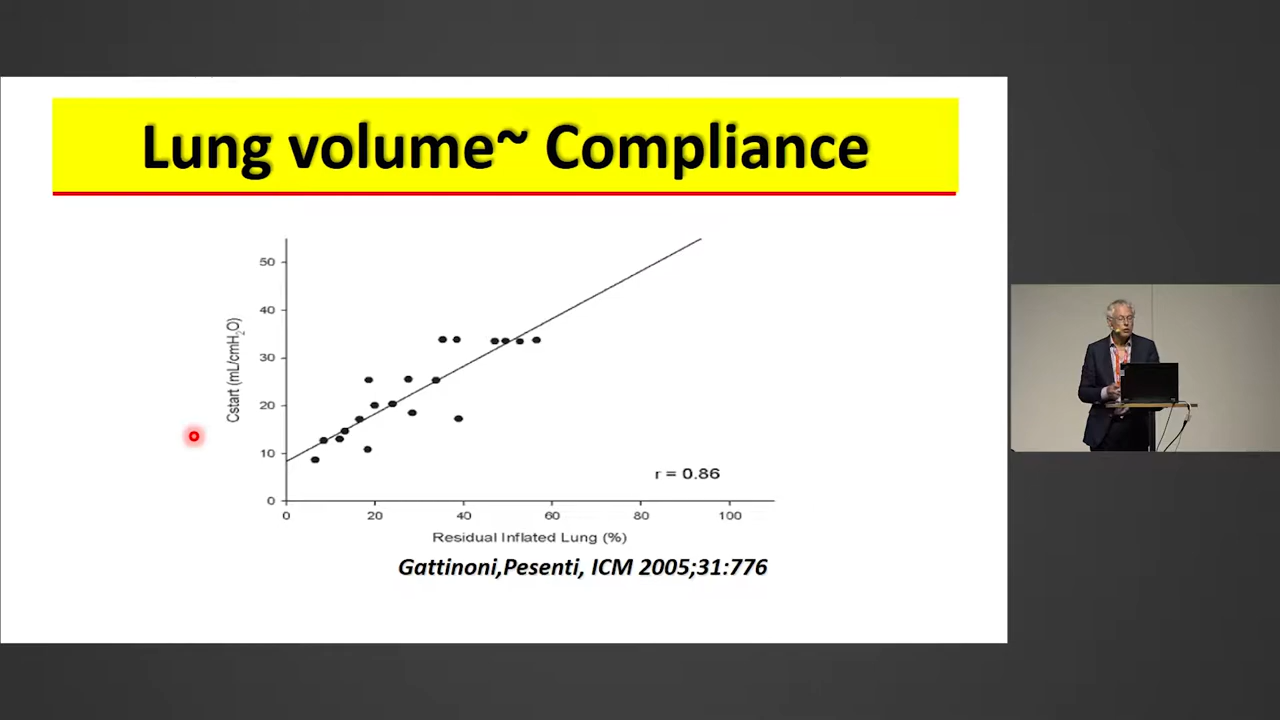 Lung volume~ Compliance
50
40
30
20
10
0
Cstart (mL/cmH₂O)
r = 0.86
0 20 40 60 80 100
Residual Inflated Lung (%)
Gattinoni,Pesenti, ICM 2005;31:776